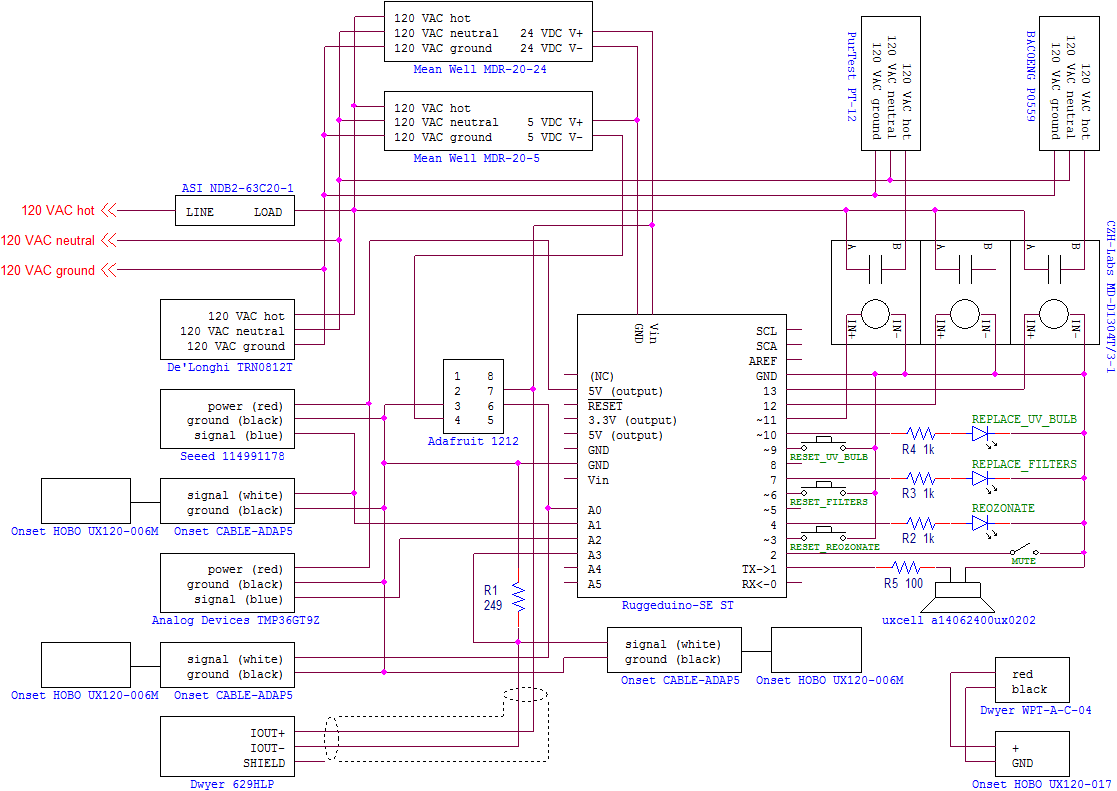 120 VAC hot
120 VAC neutral 24 VDC V+
120 VAC ground 24 VDC V-
Mean Well MDR-20-24
120 VAC hot
120 VAC neutral 5 VDC V+
120 VAC ground 5 VDC V-
Mean Well MDR-20-5
120 VAC hot
120 VAC neutral
120 VAC ground
PurTest PT-12
120 VAC hot
120 VAC neutral
120 VAC ground
BACOENG P0559
ASI NDB2-63C20-1
LINE LOAD
120 VAC hot
120 VAC neutral
120 VAC ground
A B
IN+ IN-
A B
IN+ IN-
A B
IN+ IN-
CZH-Labs MD-D1304T/3-1
120 VAC hot
120 VAC neutral
120 VAC ground
De'Longhi TRN0812T
power (red)
ground (black)
signal (blue)
Seeed 114991178
1 8
2 7
3 6
4 5
Adafruit 1212
signal (white)
ground (black)
Onset HOBO UX120-006M
Onset CABLE-ADAP5
power (red)
ground (black)
signal (blue)
Analog Devices TMP36GT9Z
signal (white)
ground (black)
Onset HOBO UX120-006M
Onset CABLE-ADAP5
IOUT+
IOUT-
SHIELD
Dwyer 629HLP
R1
249
GND
Vin
(NC)
5V (output)
RESET
3.3V (output)
5V (output)
GND
GND
Vin
A0
A1
A2
A3
A4
A5
SCL
SCA
AREF
GND
13
12
~11
~10
~9
8
7
~6
~5
4
~3
2
TX->1
RX<-0
Ruggeduino-SE ST
REPLACE_UV_BULB
R4 1k
RESET_UV_BULB
REPLACE_FILTERS
R3 1k
RESET_FILTERS
REOZONATE
R2 1k
RESET_REOZONATE
MUTE
R5 100
uxcell a14062400ux0202
signal (white)
ground (black)
Onset CABLE-ADAP5
Onset HOBO UX120-006M
red
black
Dwyer WPT-A-C-04
+
GND
Onset HOBO UX120-017